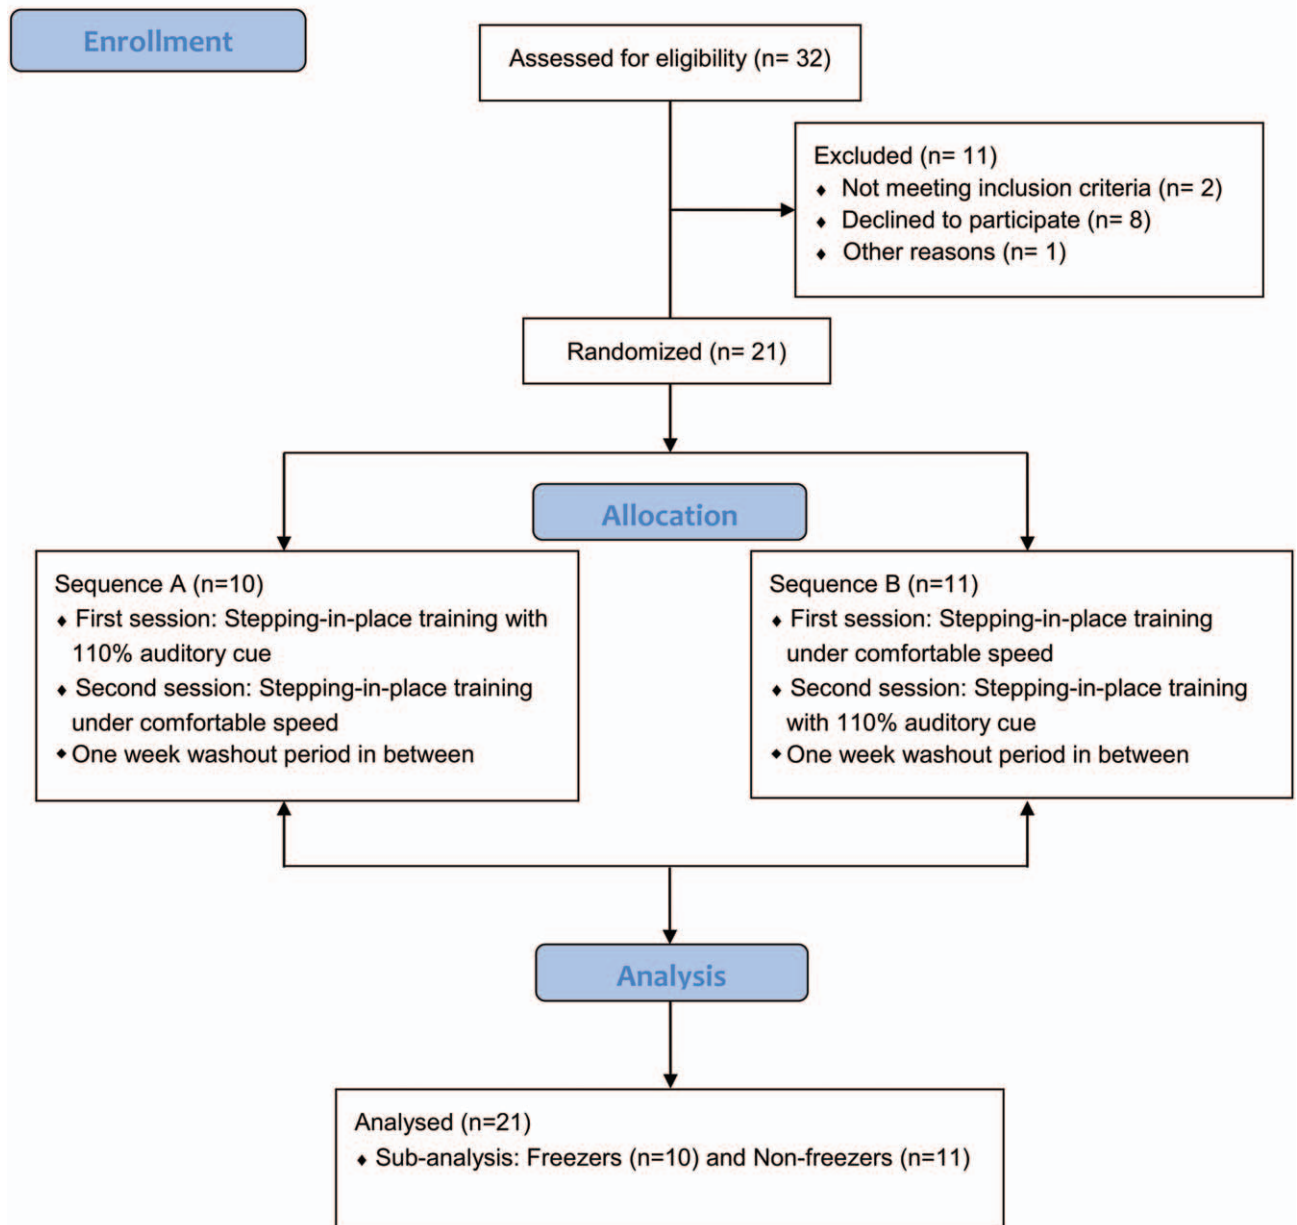 Enrollment
Assessed for eligibility (n= 32)
Excluded (n= 11)
♦ Not meeting inclusion criteria (n= 2)
♦ Declined to participate (n= 8)
♦ Other reasons (n= 1)
Randomized (n= 21)
Allocation
Sequence A (n=10)
♦ First session: Stepping-in-place training with
110% auditory cue
♦ Second session: Stepping-in-place training
under comfortable speed
♦ One week washout period in between
Sequence B (n=11)
♦ First session: Stepping-in-place training
under comfortable speed
♦ Second session: Stepping-in-place training
with 110% auditory cue
♦ One week washout period in between
Analysis
Analysed (n=21)
♦ Sub-analysis: Freezers (n=10) and Non-freezers (n=11)